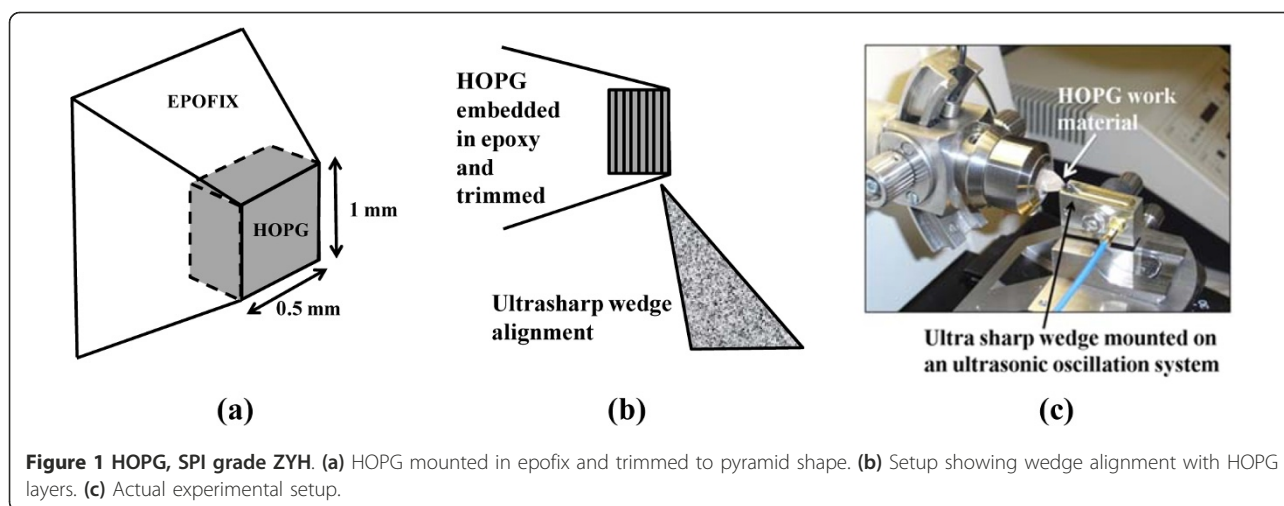 EPOFIX
HOPG
1 mm
0.5 mm
(a)
HOPG
embedded
in epoxy
and
trimmed
Ultrasharp wedge
alignment
(b)
HOPG work
material
Ultra sharp wedge mounted on
an ultrasonic oscillation system
(c)
Figure 1 HOPG, SPI grade ZYH. (a) HOPG mounted in epofix and trimmed to pyramid shape. (b) Setup showing wedge alignment with HOPG
layers. (c) Actual experimental setup.